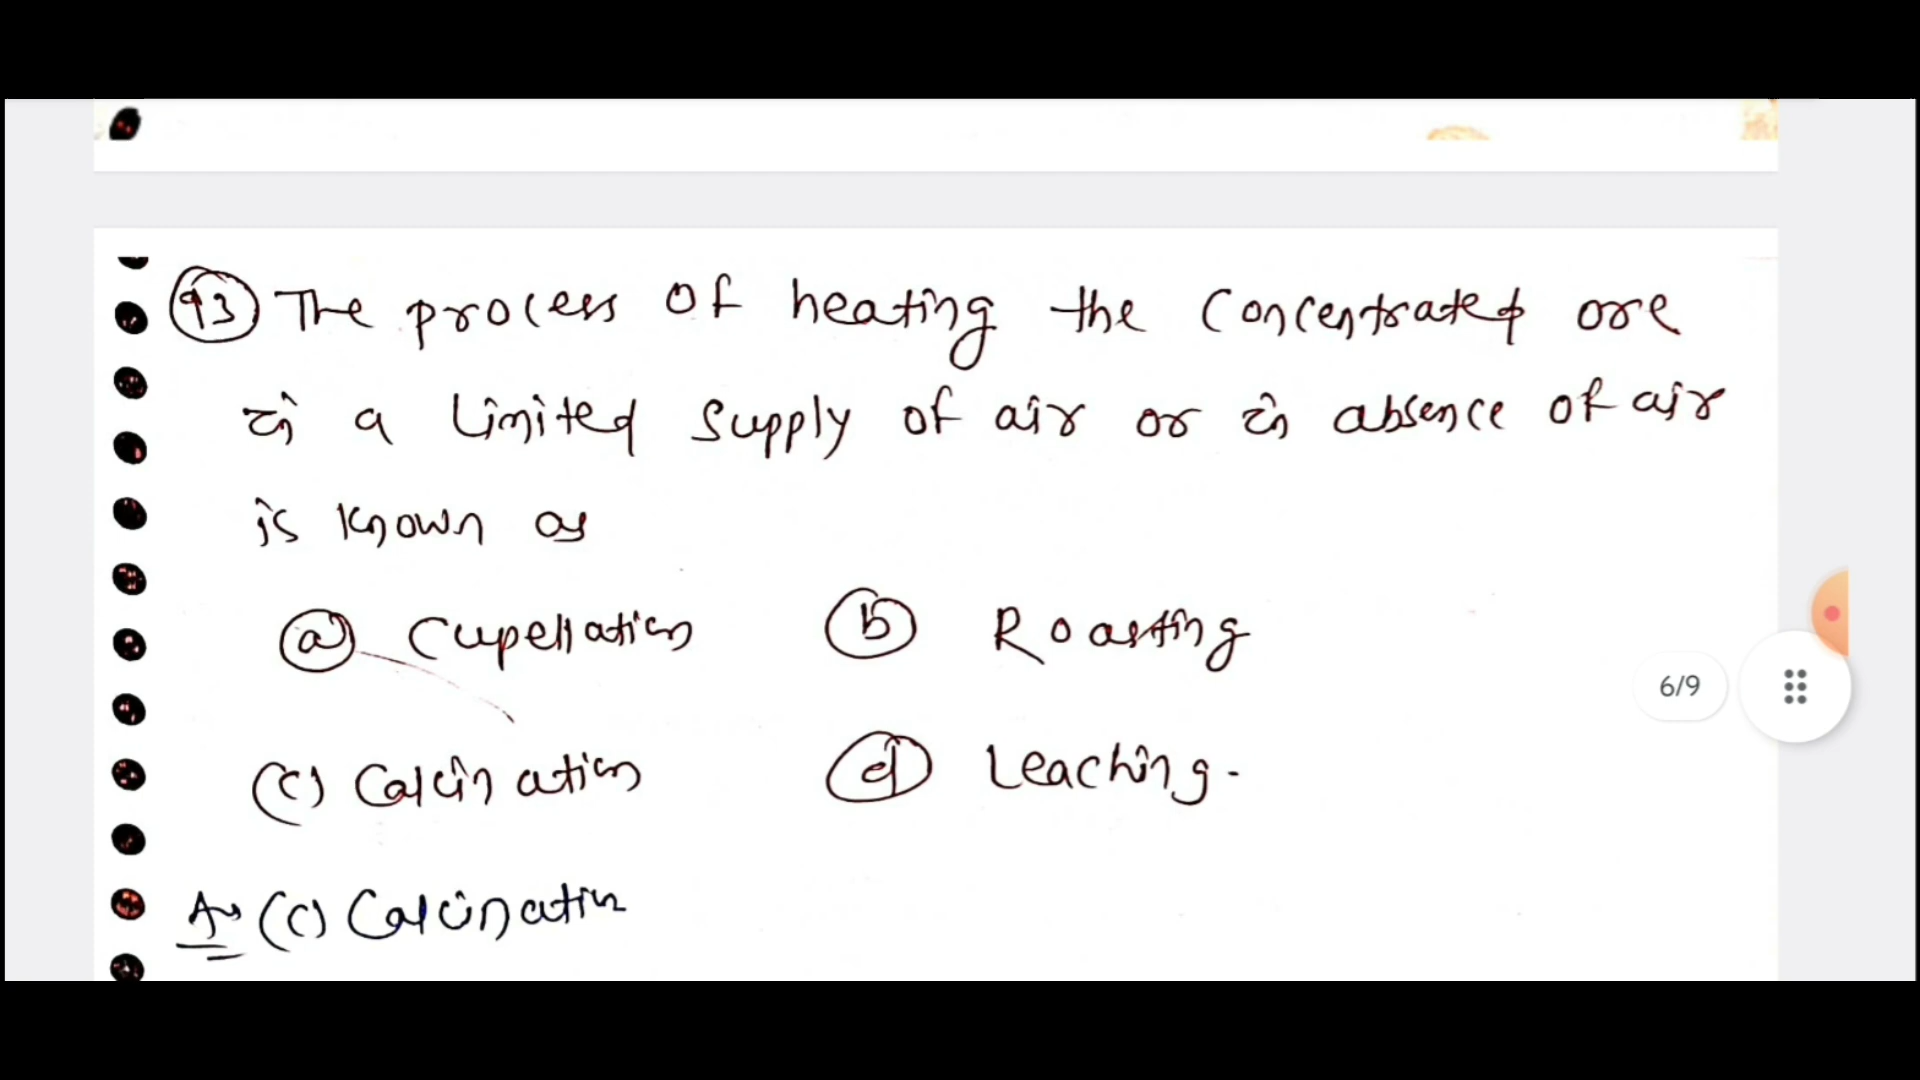 93 The process of heating the concentrated ore
in a limited supply of air or in absence of air
is known as
(a) Cupellation (b) Roasting
(c) Calcination (d) Leaching.
6/9
Ans (c) Calcination